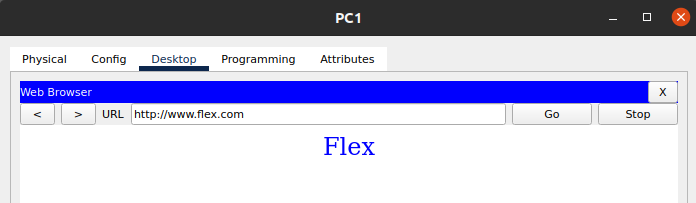 PC1
Physical Config Desktop Programming Attributes
Web Browser X
< > URL http://www.flex.com Go Stop
Flex